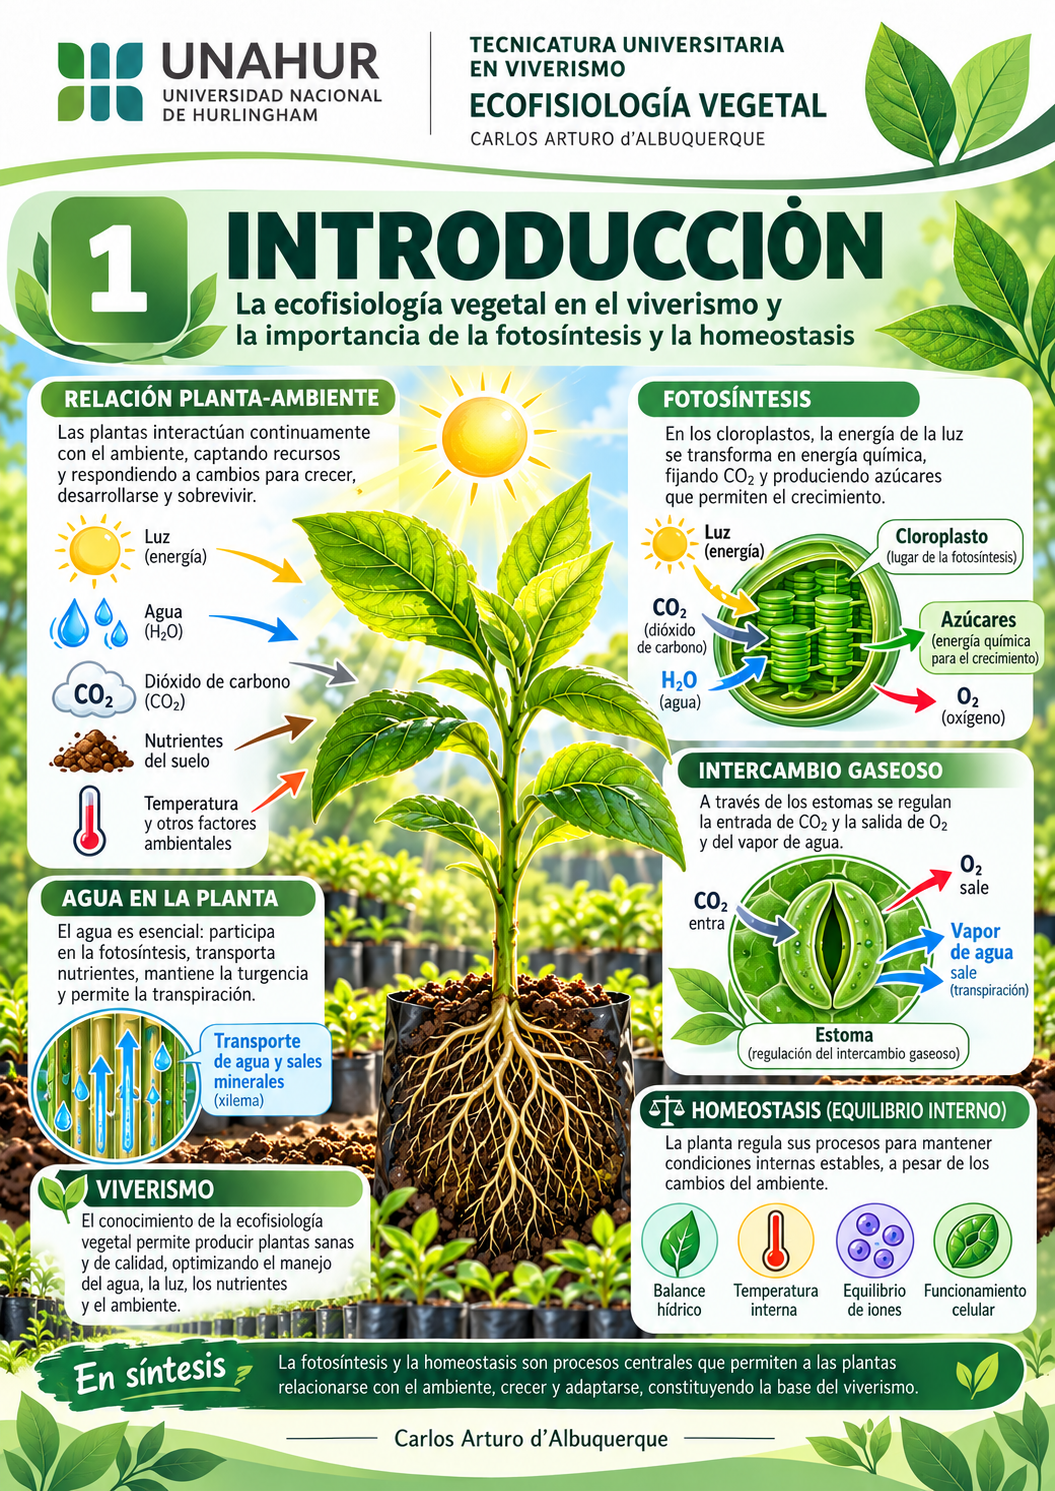 UNAHUR
UNIVERSIDAD NACIONAL
DE HURLINGHAM
TECNICATURA UNIVERSITARIA
EN VIVERISMO
ECOFISIOLOGÍA VEGETAL
CARLOS ARTURO d'ALBUQUERQUE
1
INTRODUCCIÓN
La ecofisiología vegetal en el viverismo y
la importancia de la fotosíntesis y la homeostasis
RELACIÓN PLANTA-AMBIENTE
Las plantas interactúan continuamente
con el ambiente, captando recursos
y respondiendo a cambios para crecer,
desarrollarse y sobrevivir.
Luz
(energía)
Agua
(H₂O)
CO₂
Dióxido de carbono
(CO₂)
Nutrientes
del suelo
Temperatura
y otros factores
ambientales
AGUA EN LA PLANTA
El agua es esencial: participa
en la fotosíntesis, transporta
nutrientes, mantiene la turgencia
y permite la transpiración.
Transporte
de agua y sales
minerales
(xilema)
VIVERISMO
El conocimiento de la ecofisiología
vegetal permite producir plantas sanas
y de calidad, optimizando el manejo
del agua, la luz, los nutrientes
y el ambiente.
FOTOSÍNTESIS
En los cloroplastos, la energía de la luz
se transforma en energía química,
fijando CO₂ y produciendo azúcares
que permiten el crecimiento.
Luz
(energía)
Cloroplasto
(lugar de la fotosíntesis)
CO₂
(dióxido
de carbono)
Azúcares
(energía química
para el crecimiento)
H₂O
(agua)
O₂
(oxígeno)
INTERCAMBIO GASEOSO
A través de los estomas se regulan
la entrada de CO₂ y la salida de O₂
y del vapor de agua.
CO₂
entra
O₂
sale
Vapor
de agua
sale
(transpiración)
Estoma
(regulación del intercambio gaseoso)
HOMEOSTASIS (EQUILIBRIO INTERNO)
La planta regula sus procesos para mantener
condiciones internas estables, a pesar de los
cambios del ambiente.
Balance
hídrico
Temperatura
interna
Equilibrio
de iones
Funcionamiento
celular
En síntesis
La fotosíntesis y la homeostasis son procesos centrales que permiten a las plantas
relacionarse con el ambiente, crecer y adaptarse, constituyendo la base del viverismo.
Carlos Arturo d'Albuquerque